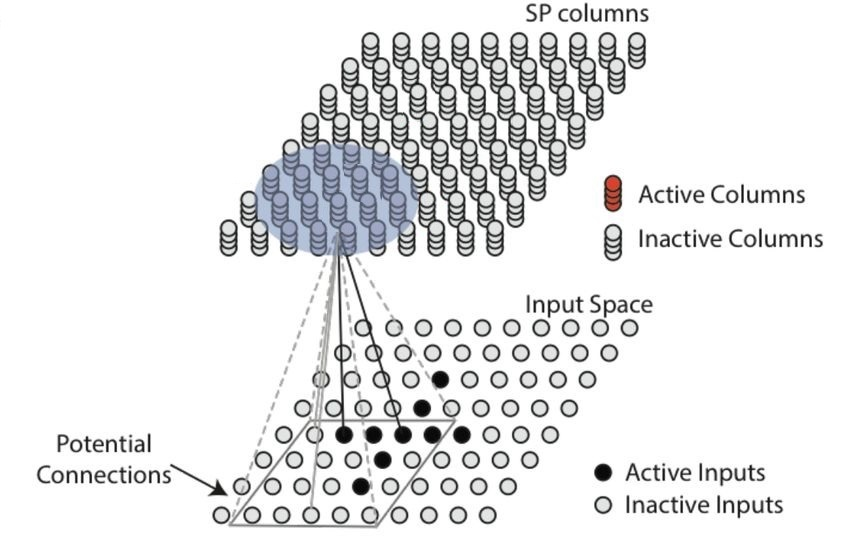 SP columns
Active Columns
Inactive Columns
Input Space
Potential
Connections
Active Inputs
Inactive Inputs